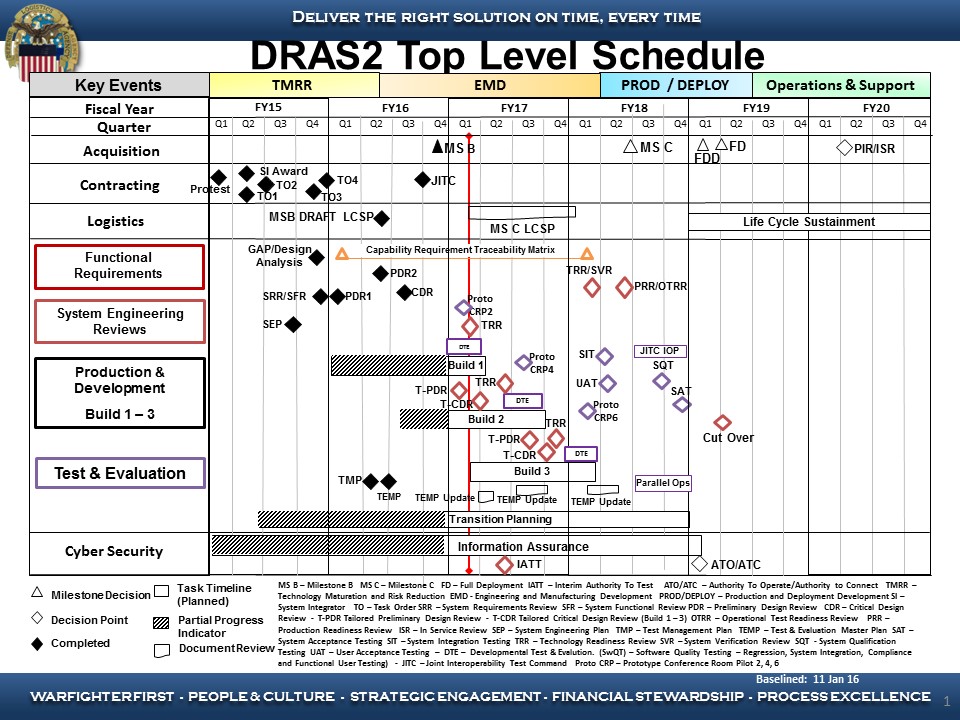 DELIVER THE RIGHT SOLUTION ON TIME, EVERY TIME
DRAS2 Top Level Schedule
Key Events TMRR EMD PROD / DEPLOY Operations & Support
Fiscal Year FY15 FY16 FY17 FY18 FY19 FY20
Quarter Q1 Q2 Q3 Q4 Q1 Q2 Q3 Q4 Q1 Q2 Q3 Q4 Q1 Q2 Q3 Q4 Q1 Q2 Q3 Q4 Q1 Q2 Q3 Q4
Acquisition MS B MS C FDD FD PIR/ISR
Contracting Protest SI Award TO1 TO2 TO3 TO4 JITC
Logistics MSB DRAFT LCSP MS C LCSP Life Cycle Sustainment
Functional
Requirements
GAP/Design
Analysis
Capability Requirement Traceability Matrix
TRR/SVR
PDR2
PRR/OTRR
System Engineering
Reviews
SRR/SFR PDR1 CDR
Proto
CRP2
SEP TRR
DTE
Production &
Development
Build 1 – 3
Build 1
Proto
CRP4
SIT
JITC IOP
SQT
T-PDR TRR UAT SAT
T-CDR DTE
Proto
CRP6
Build 2 TRR
T-PDR Cut Over
T-CDR DTE
Test & Evaluation
Build 3
TMP Parallel Ops
TEMP TEMP Update TEMP Update TEMP Update
Transition Planning
Cyber Security Information Assurance
IATT ATO/ATC
Milestone Decision
Decision Point
Completed
Task Timeline
(Planned)
Partial Progress
Indicator
Document Review
MS B – Milestone B MS C – Milestone C FD – Full Deployment IATT – Interim Authority To Test ATO/ATC – Authority To Operate/Authority to Connect TMRR –
Technology Maturation and Risk Reduction EMD - Engineering and Manufacturing Development PROD/DEPLOY – Production and Deployment Development SI –
System Integrator TO – Task Order SRR – System Requirements Review SFR – System Functional Review PDR – Preliminary Design Review CDR – Critical Design
Review - T-PDR Tailored Preliminary Design Review - T-CDR Tailored Critical Design Review (Build 1 – 3) OTRR – Operational Test Readiness Review PRR –
Production Readiness Review ISR – In Service Review SEP – System Engineering Plan TMP – Test & Management Plan TEMP – Test & Evaluation Master Plan SAT –
System Acceptance Testing SIT – System Integration Testing TRR – Technology Readiness Review SVR – System Verification Review SQT - System Qualification
Testing UAT – User Acceptance Testing – DTE – Developmental Test & Evaluation. (SwQT) – Software Quality Testing – Regression, System Integration, Compliance
and Functional User Testing) - JITC – Joint Interoperability Test Command Proto CRP – Prototype Conference Room Pilot 2, 4, 6
Baselined: 11 Jan 16
WARFIGHTER FIRST - PEOPLE & CULTURE - STRATEGIC ENGAGEMENT - FINANCIAL STEWARDSHIP - PROCESS EXCELLENCE
1